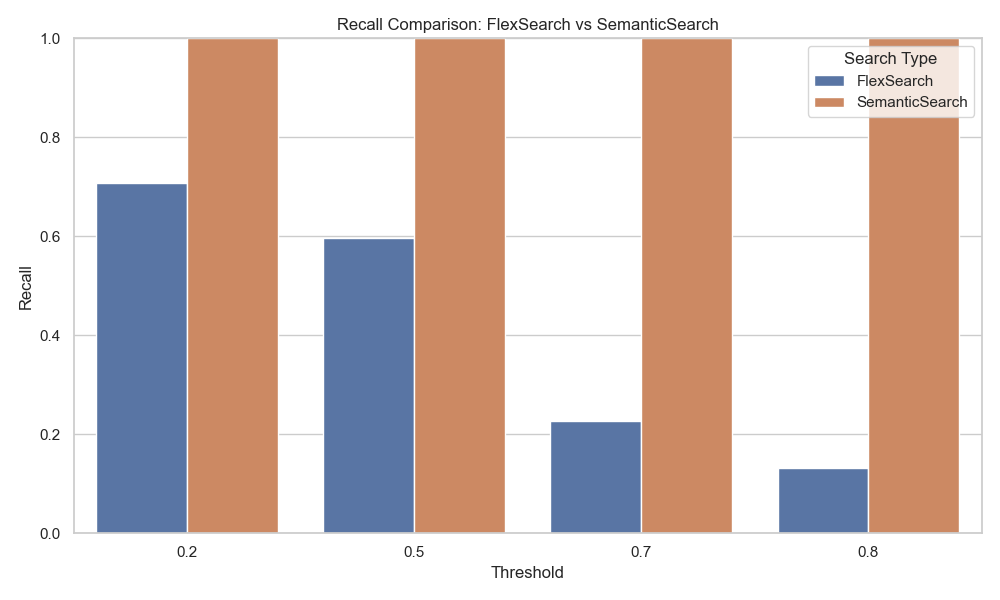 Recall Comparison: FlexSearch vs SemanticSearch
Search Type
FlexSearch
SemanticSearch
Recall
1.0
0.8
0.6
0.4
0.2
0.0
0.2 0.5 0.7 0.8
Threshold